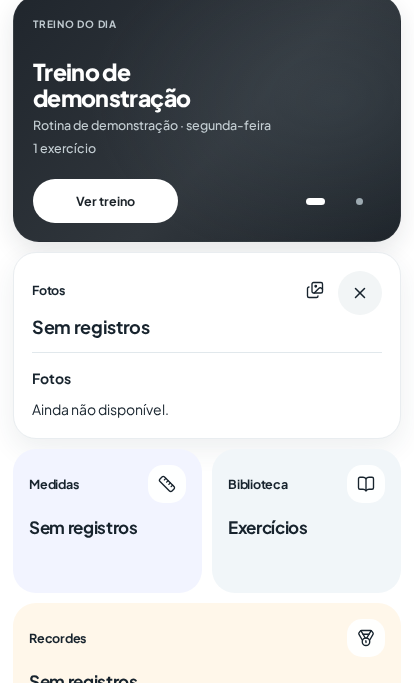 TREINO DO DIA
Treino de
demonstração
Rotina de demonstração · segunda-feira
1 exercício
Ver treino
Fotos
Sem registros
Fotos
Ainda não disponível.
Medidas
Sem registros
Biblioteca
Exercícios
Recordes
Sem registros